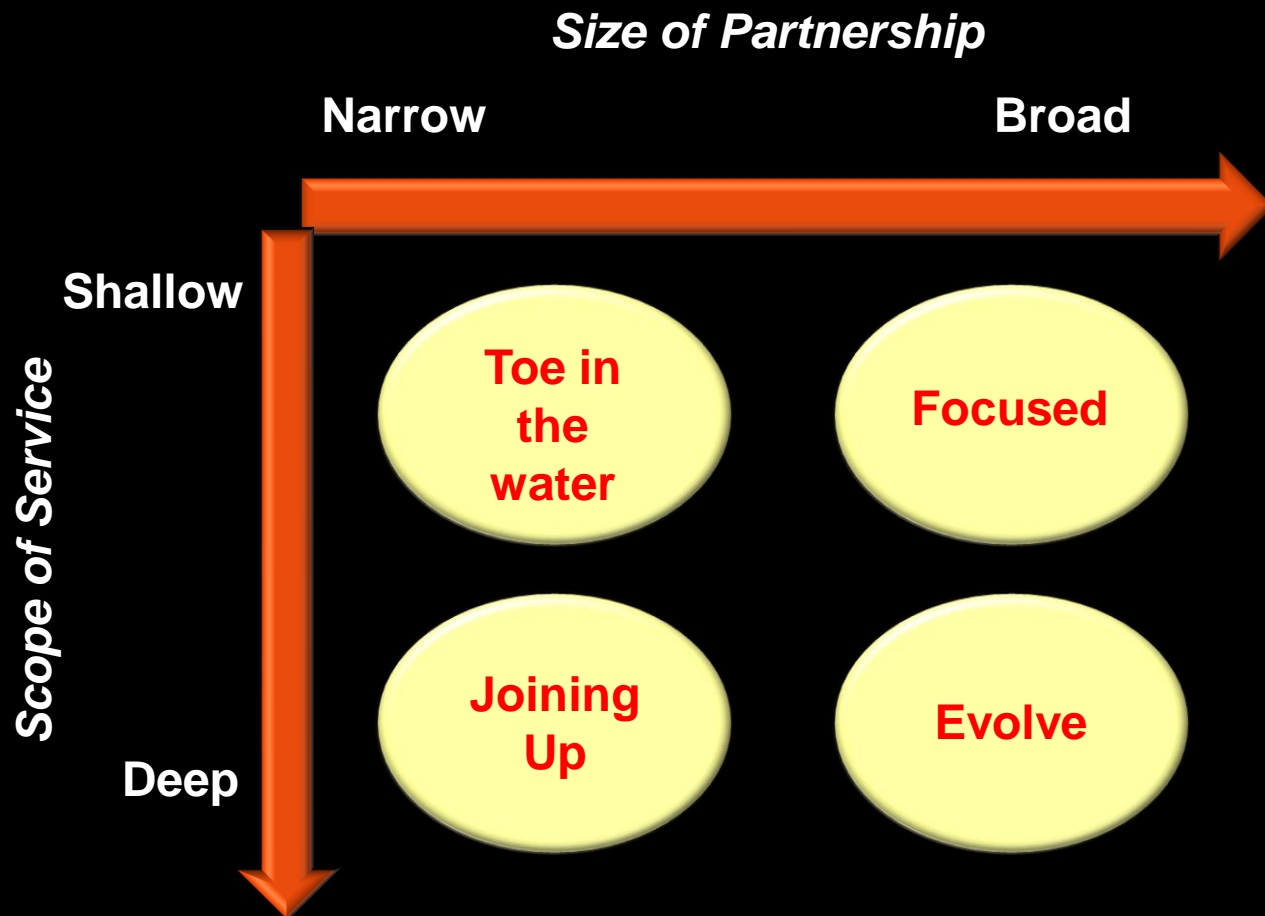 Size of Partnership
Narrow Broad
Shallow
Scope of Service
Toe in
the
water
Focused
Joining
Up
Evolve
Deep